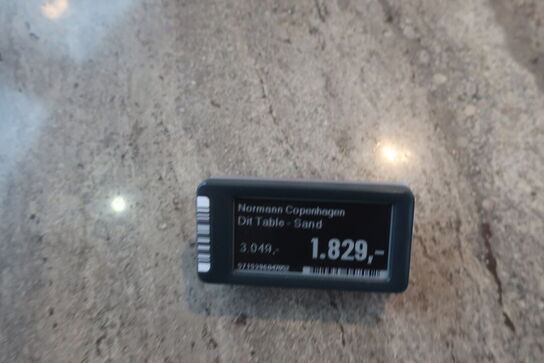 Normann Copenhagen
Dit Table - Sand
3.049,-
1.829,-